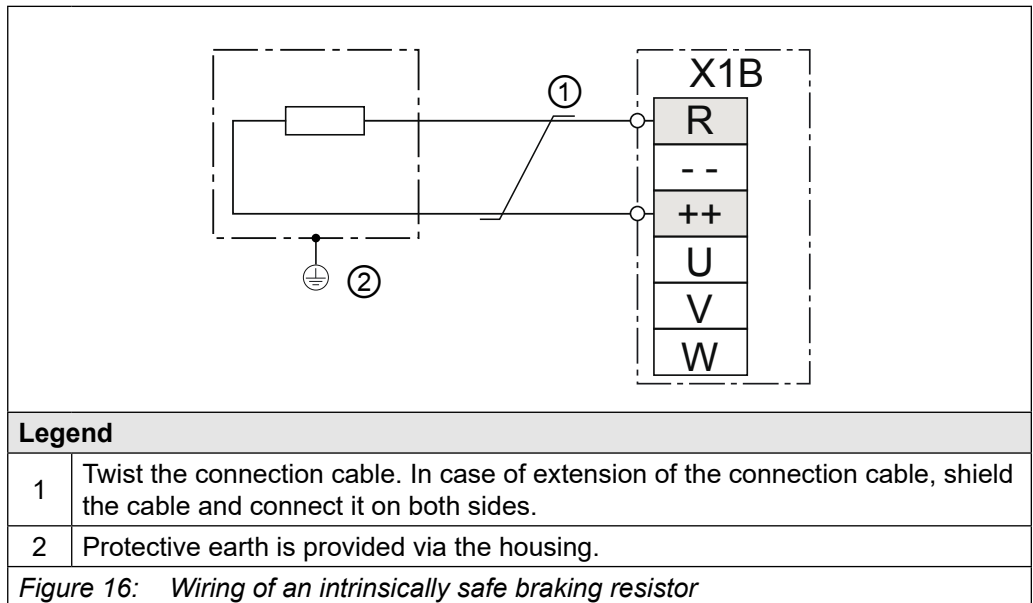 X1B
①
R
- -
++
U
V
W
②
Legend
1 Twist the connection cable. In case of extension of the connection cable, shield
the cable and connect it on both sides.
2 Protective earth is provided via the housing.
Figure 16: Wiring of an intrinsically safe braking resistor